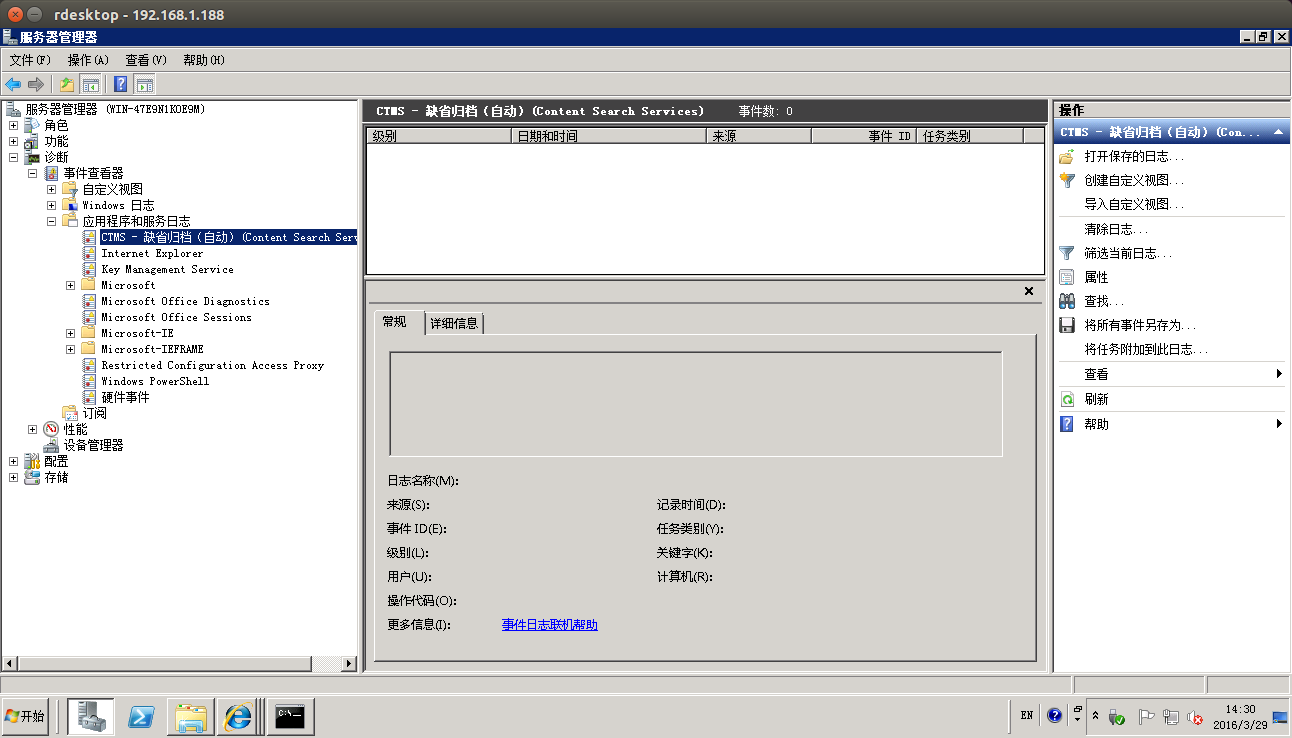 rdesktop - 192.168.1.188
服务器管理器
文件(F) 操作(A) 查看(V) 帮助(H)
服务器管理器 (WIN-47E9N1KOE9M)
角色
功能
诊断
事件查看器
自定义视图
Windows 日志
应用程序和服务日志
CTMS - 缺省归档（自动）(Content Search Serv
Internet Explorer
Key Management Service
Microsoft
Microsoft Office Diagnostics
Microsoft Office Sessions
Microsoft-IE
Microsoft-IEFRAME
Restricted Configuration Access Proxy
Windows PowerShell
硬件事件
订阅
性能
设备管理器
配置
存储
CTMS - 缺省归档（自动）(Content Search Services) 事件数: 0
级别 日期和时间 来源 事件 ID 任务类别
常规 详细信息
日志名称(M):
来源(S): 记录时间(D):
事件 ID(E): 任务类别(Y):
级别(L): 关键字(K):
用户(U): 计算机(R):
操作代码(O):
更多信息(I): 事件日志联机帮助
操作
CTMS - 缺省归档（自动）(Con...
打开保存的日志...
创建自定义视图...
导入自定义视图...
清除日志...
筛选当前日志...
属性
查找...
将所有事件另存为...
将任务附加到此日志...
查看
刷新
帮助
开始
C:\_
EN
14:30
2016/3/29